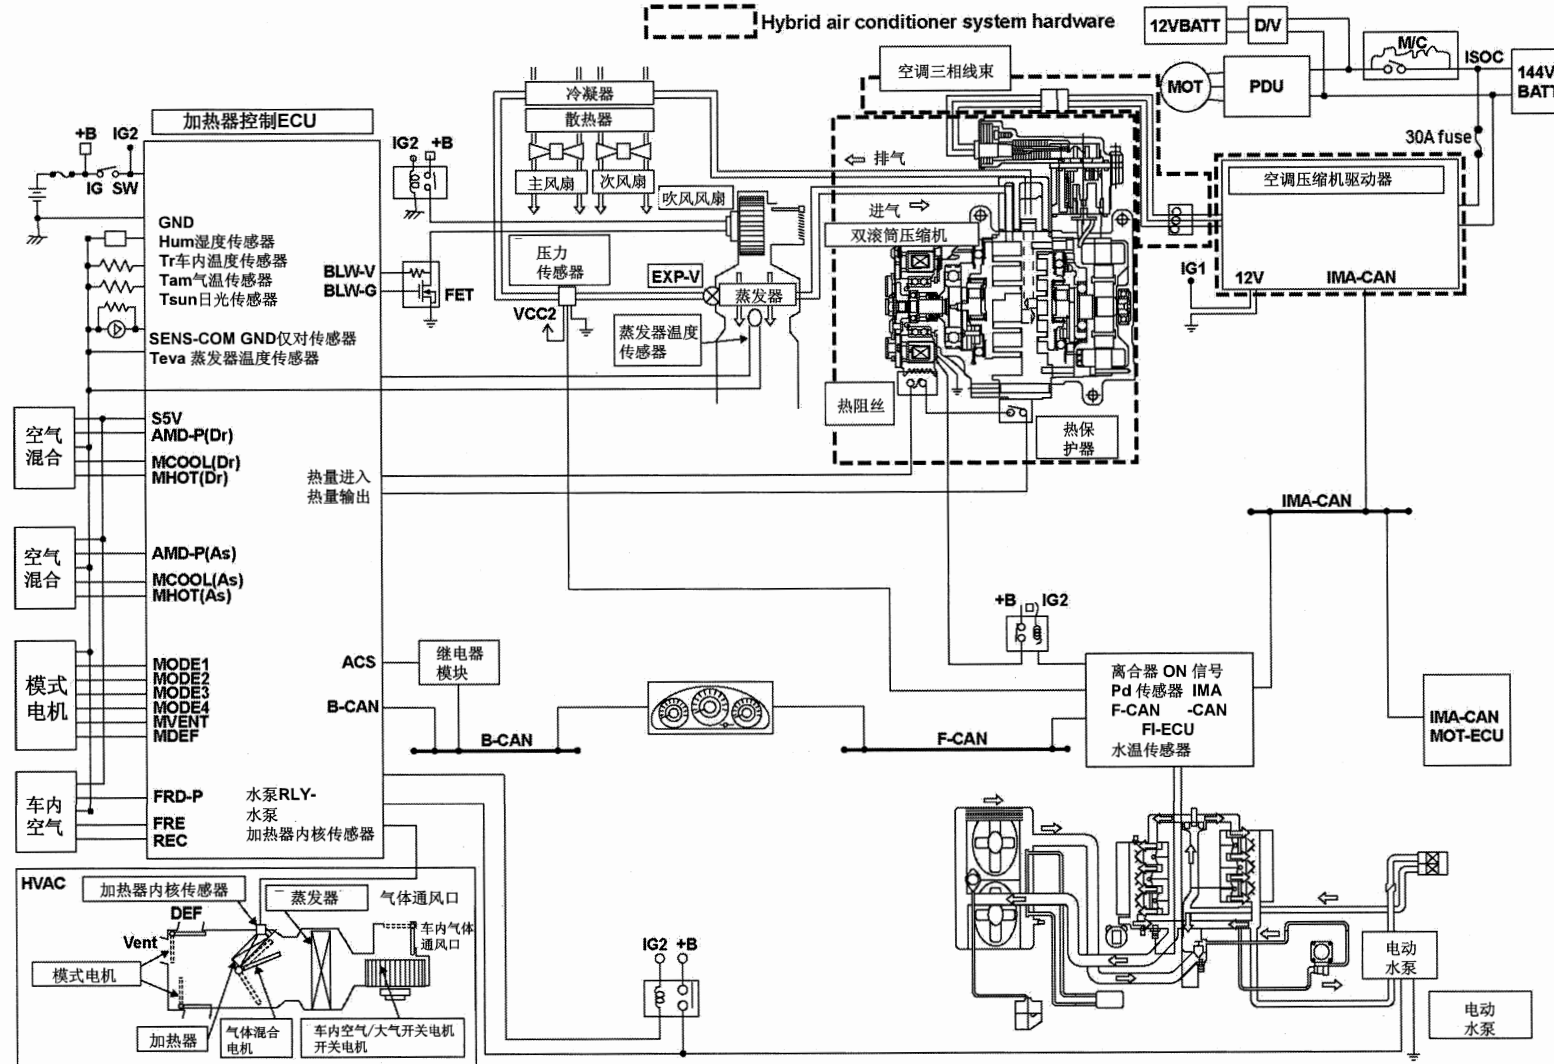 Hybrid air conditioner system hardware
12VBATT
D/V
M/C
ISOC
144V
BATT
空调三相线束
MOT
PDU
30A fuse
冷凝器
散热器
主风扇
次风扇
加热器控制ECU
+B
IG2
IG
SW
IG2
+B
吹风风扇
排气
进气
双滚筒压缩机
空调压缩机驱动器
IG1
12V
IMA-CAN
GND
Hum湿度传感器
Tr车内温度传感器
Tam气温传感器
Tsun日光传感器
SENS-COM GND仅对传感器
Teva 蒸发器温度传感器
BLW-V
BLW-G
FET
压力
传感器
VCC2
EXP-V
蒸发器
蒸发器温度
传感器
热阻丝
热保
护器
空气
混合
S5V
AMD-P(Dr)
MCOOL(Dr)
MHOT(Dr)
热量进入
热量输出
IMA-CAN
空气
混合
AMD-P(As)
MCOOL(As)
MHOT(As)
+B
IG2
模式
电机
MODE1
MODE2
MODE3
MODE4
MVENT
MDEF
ACS
B-CAN
继电器
模块
B-CAN
F-CAN
离合器 ON 信号
Pd 传感器 IMA
F-CAN -CAN
FI-ECU
水温传感器
IMA-CAN
MOT-ECU
车内
空气
FRD-P
FRE
REC
水泵RLY-
水泵
加热器内核传感器
HVAC
加热器内核传感器
蒸发器
气体通风口
DEF
Vent
车内气体
通风口
模式电机
加热器
气体混合
电机
车内空气/大气开关电机
开关电机
IG2
+B
电动
水泵
电动
水泵